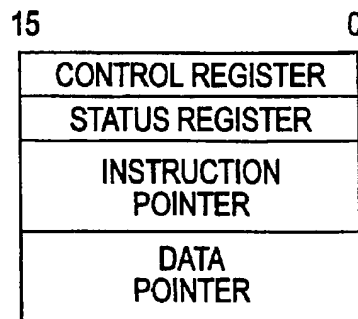 15 0
CONTROL REGISTER
STATUS REGISTER
INSTRUCTION
POINTER
DATA
POINTER